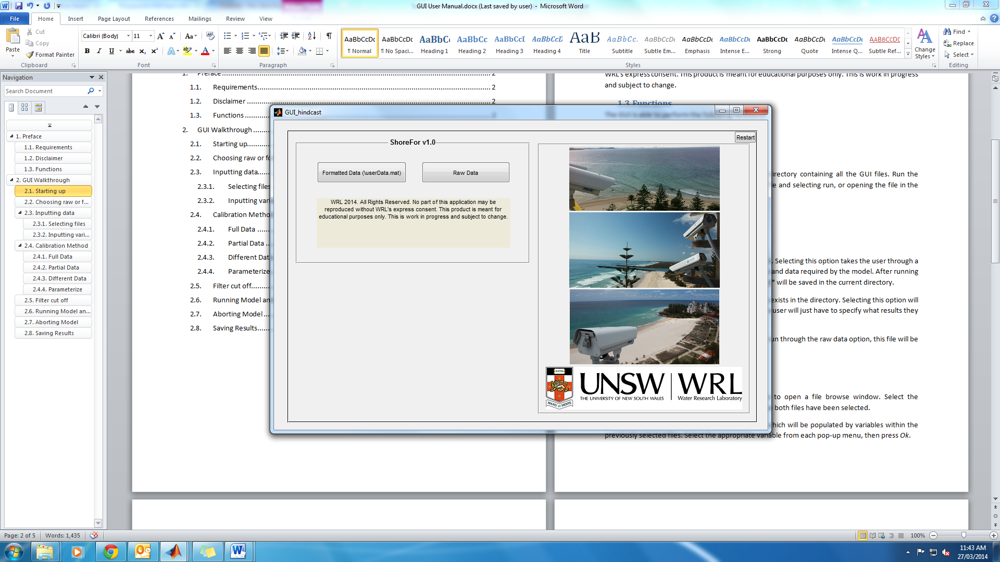 GUI User Manual.docx (Last saved by user) - Microsoft Word
File Home Insert Page Layout References Mailings Review View
Paste
Cut
Copy
Format Painter
Clipboard
Calibri (Body) 11
Font
Paragraph
AaBbCcDc AaBbCcDc AaBbC AaBbCc AaBbCcI AaBbCcD AaB AaBbCc. AaBbCcDc AaBbCcDc AaBbCcDc AaBbCcDc AaBbCcDc AaBbCcDc AABBCCDE
¶ Normal ¶ No Spaci... Heading 1 Heading 2 Heading 3 Heading 4 Title Subtitle Subtle Em... Emphasis Intense E... Strong Quote Intense Q... Subtle Ref...
Styles
Change Styles
Find
Replace
Select
Editing
Navigation
Search Document
1. Preface
1.1. Requirements
1.2. Disclaimer
1.3. Functions
2. GUI Walkthrough
2.1. Starting up
2.2. Choosing raw or f...
2.3. Inputting data
2.3.1. Selecting files
2.3.2. Inputting vari...
2.4. Calibration Method
2.4.1. Full Data
2.4.2. Partial Data
2.4.3. Different Data
2.4.4. Parameterize
2.5. Filter cut off
2.6. Running Model an...
2.7. Aborting Model
2.8. Saving Results
1. Preface 2
1.1. Requirements 2
1.2. Disclaimer 2
1.3. Functions
2. GUI Walkthrough
2.1. Starting up
2.2. Choosing raw or fo
2.3. Inputting data
2.3.1. Selecting files
2.3.2. Inputting vari
2.4. Calibration Metho
2.4.1. Full Data
2.4.2. Partial Data
2.4.3. Different Dat
2.4.4. Parameterize
2.5. Filter cut off
2.6. Running Model an
2.7. Aborting Model
2.8. Saving Results
WRL's express consent. This product is meant for educational purposes only. This is work in progress
and subject to change.
1.3 Functions
irectory containing all the GUI files. Run the
e and selecting run, or opening the file in the
. Selecting this option takes the user through a
and data required by the model. After running
* will be saved in the current directory.
exists in the directory. Selecting this option will
user will just have to specify what results they
un through the raw data option, this file will be
to open a file browse window. Select the
both files have been selected.
hich will be populated by variables within the
previously selected files. Select the appropriate variable from each pop-up menu, then press Ok.
GUI_hindcast
Restart
ShoreFor v1.0
Formatted Data (\userData.mat) Raw Data
WRL 2014. All Rights Reserved. No part of this application may be
reproduced without WRL's express consent. This product is meant for
educational purposes only. This is work in progress and subject to change.
UNSW | WRL
THE UNIVERSITY OF NEW SOUTH WALES Water Research Laboratory
MANU ET MENTE
Page: 2 of 5 Words: 1,435
100%
11:43 AM
27/03/2014